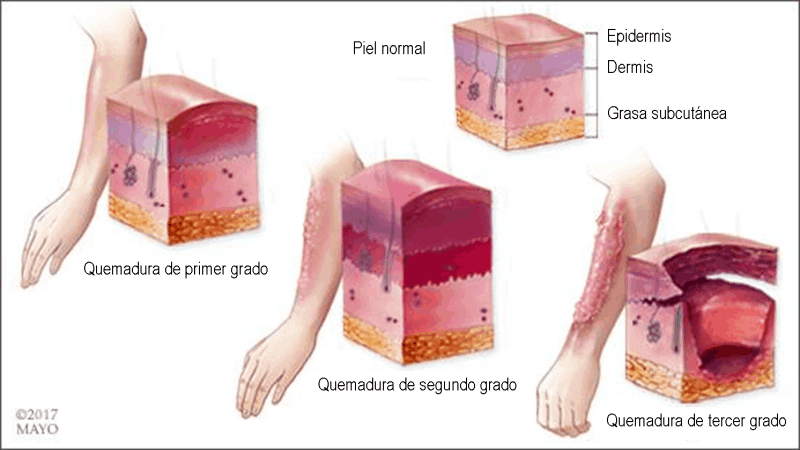 Piel normal
Epidermis
Dermis
Grasa subcutánea
Quemadura de primer grado
Quemadura de segundo grado
Quemadura de tercer grado
©2017
MAYO